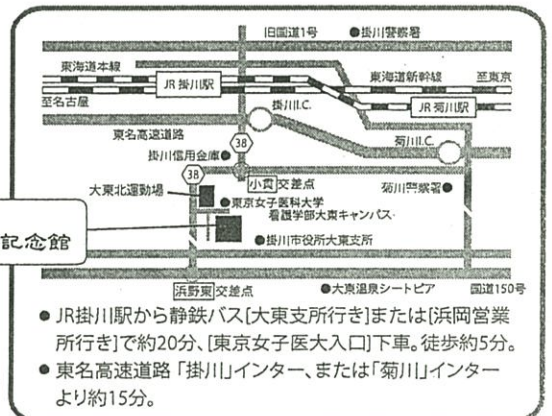 旧国道1号
●掛川警察署
東海道本線
JR 掛川駅
東海道新幹線
至東京
至名古屋
掛川I.C.
JR 菊川駅
東名高速道路
菊川I.C.
38
掛川信用金庫●
38
小貫交差点
菊川警察署●
大東北運動場
●東京女子医科大学
看護学部大東キャンパス
記念館
●掛川市役所大東支所
浜野東交差点
●大東温泉シートピア
国道150号
● JR掛川駅から静鉄バス[大東支所行き]または[浜岡営業
所行き]で約20分、[東京女子医大入口]下車。徒歩約5分。
● 東名高速道路「掛川」インター、または「菊川」インター
より約15分。